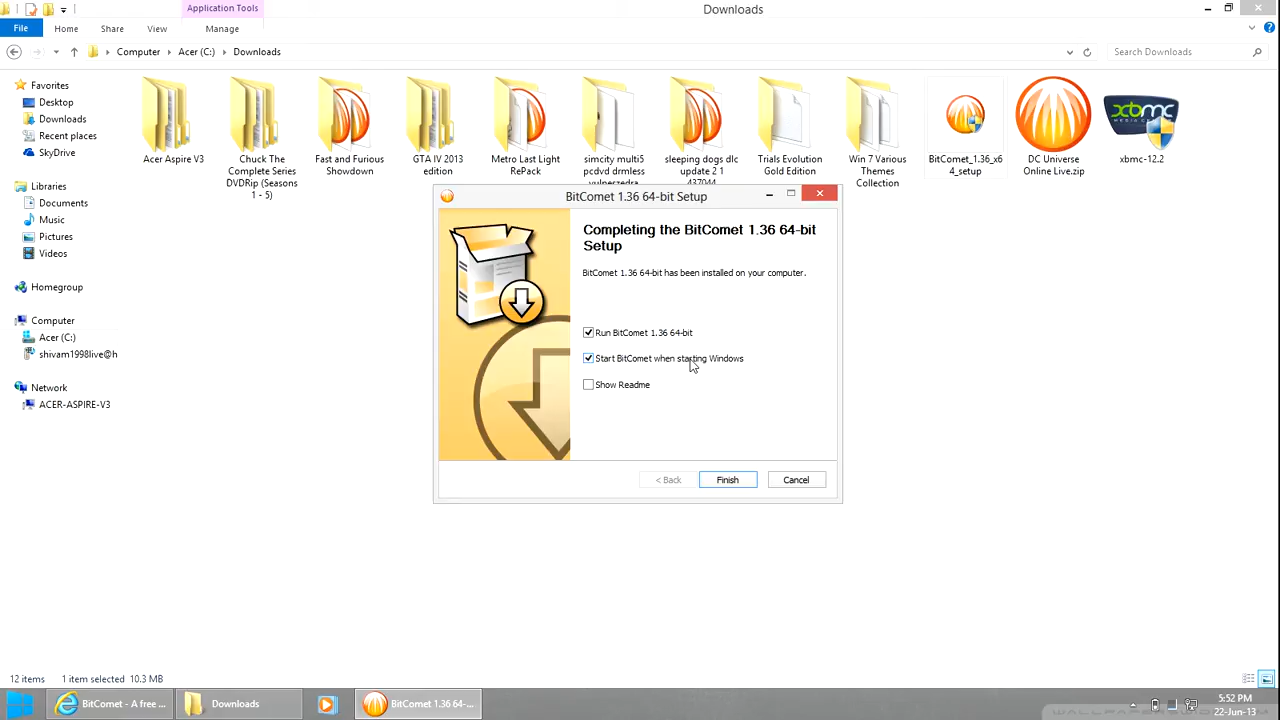 Application Tools
Downloads
File
Home
Share
View
Manage
Computer
Acer (C:)
Downloads
Search Downloads
Favorites
Desktop
Downloads
Recent places
SkyDrive
Libraries
Documents
Music
Pictures
Videos
Homegroup
Computer
Acer (C:)
shivam1998live@h
Network
ACER-ASPIRE-V3
Acer Aspire V3
Chuck The
Complete Series
DVDRip (Seasons
1 - 5)
Fast and Furious
Showdown
GTA IV 2013
edition
Metro Last Light
RePack
simcity multi5
pcdvd drmless
vulneszedra
sleeping dogs dlc
update 2 1
437044
Trials Evolution
Gold Edition
Win 7 Various
Themes
Collection
BitComet_1.36_x6
4_setup
DC Universe
Online Live.zip
xbmc
MEDIA CENTER
xbmc-12.2
BitComet 1.36 64-bit Setup
Completing the BitComet 1.36 64-bit
Setup
BitComet 1.36 64-bit has been installed on your computer.
Run BitComet 1.36 64-bit
Start BitComet when starting Windows
Show Readme
< Back
Finish
Cancel
12 items
1 item selected 10.3 MB
BitComet - A free ...
Downloads
BitComet 1.36 64-...
5:52 PM
22-Jun-13